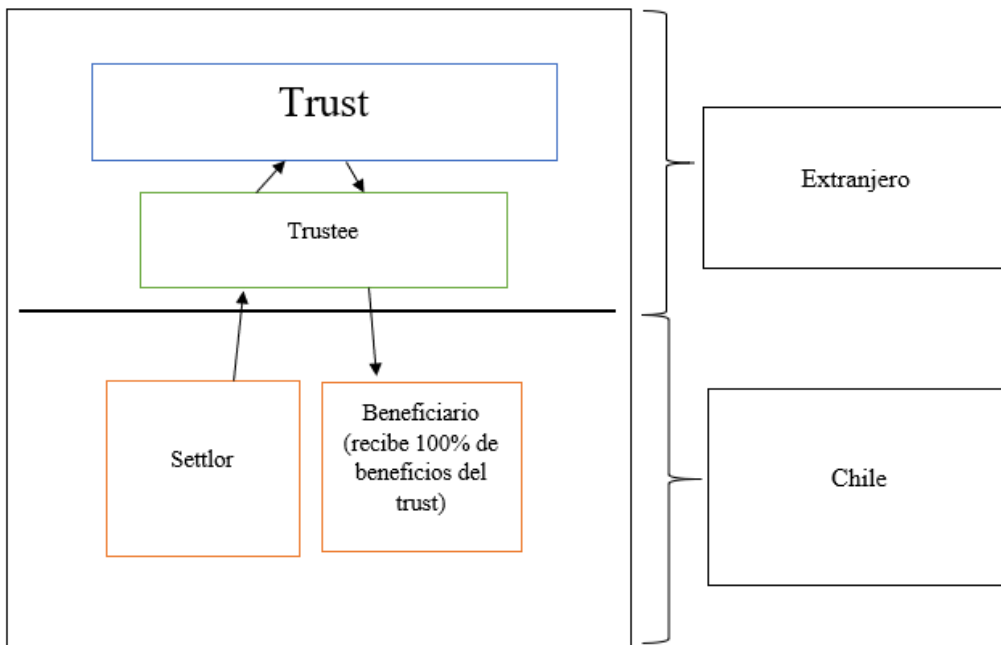 Trust
Extranjero
Trustee
Settlor
Beneficiario
(recibe 100% de
beneficios del
trust)
Chile